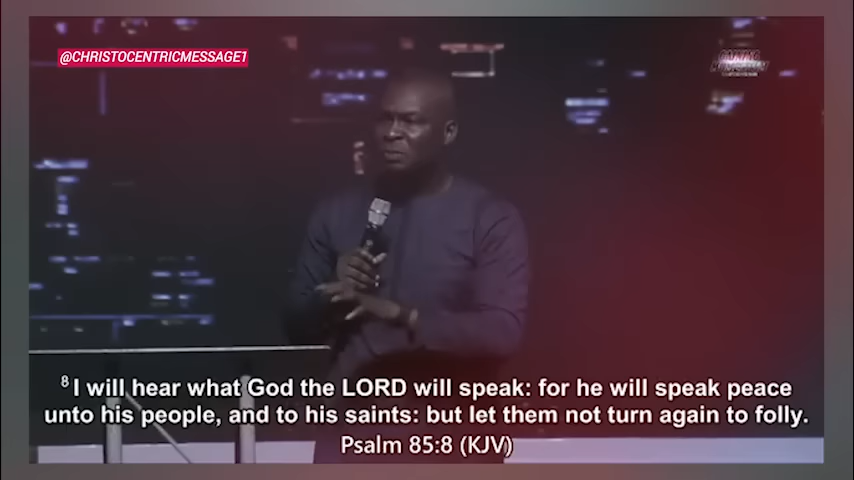 @CHRISTOCENTRICMESSAGE1
8 I will hear what God the LORD will speak: for he will speak peace
unto his people, and to his saints: but let them not turn again to folly.
Psalm 85:8 (KJV)